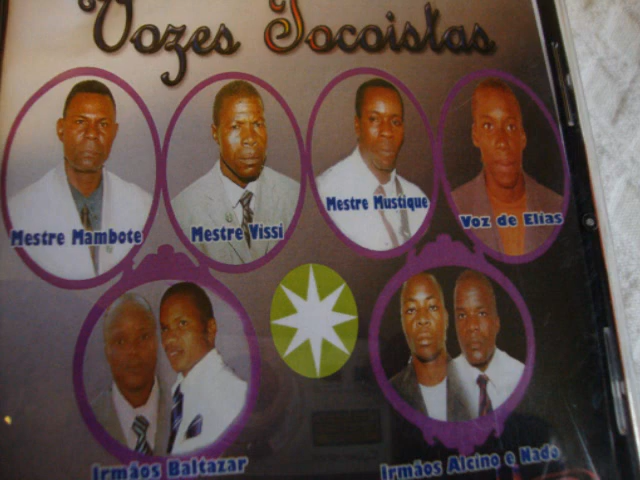 Vozes Tocoistas
Mestre Mambote
Mestre Vissi
Mestre Mustique
Voz de Elias
Irmãos Baltazar
Irmãos Alcino e Nado